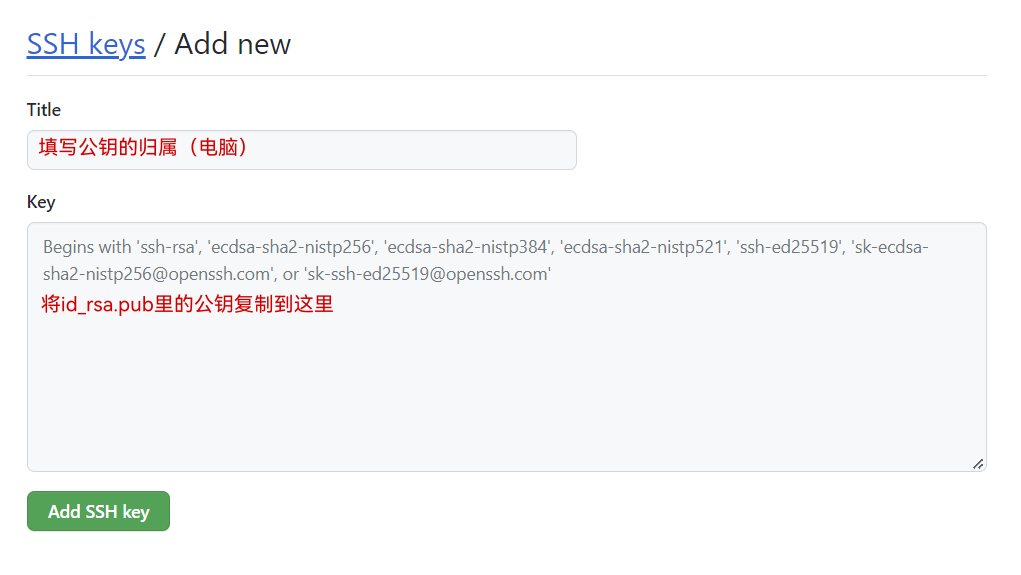 SSH keys / Add new
Title
填写公钥的归属（电脑）
Key
Begins with 'ssh-rsa', 'ecdsa-sha2-nistp256', 'ecdsa-sha2-nistp384', 'ecdsa-sha2-nistp521', 'ssh-ed25519', 'sk-ecdsa-
sha2-nistp256@openssh.com', or 'sk-ssh-ed25519@openssh.com'
将id_rsa.pub里的公钥复制到这里
Add SSH key